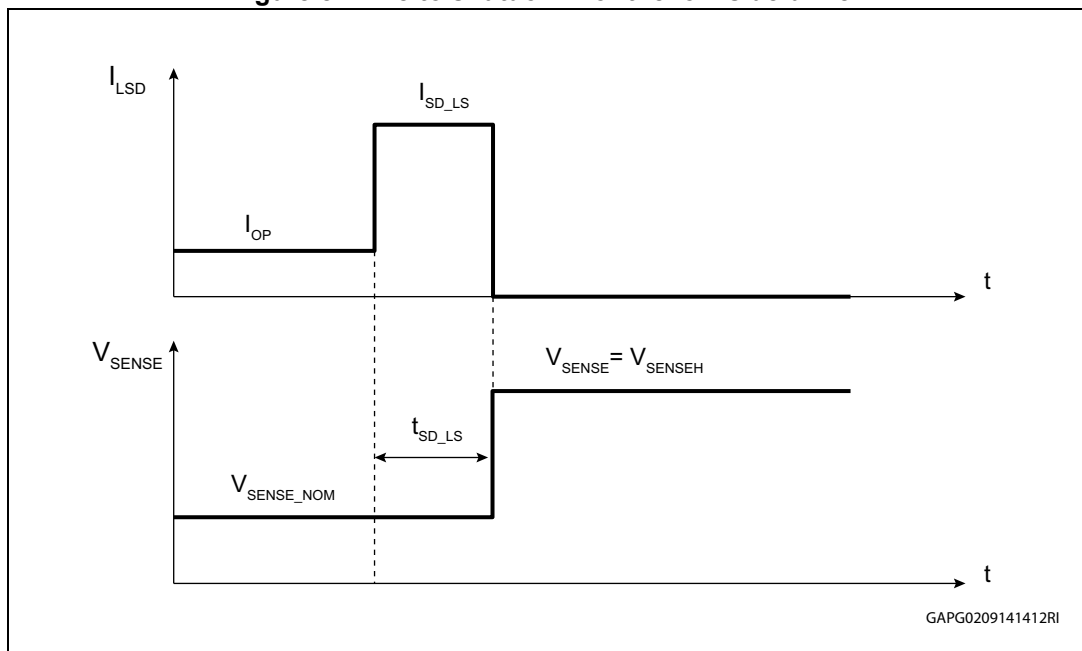 I_LSD
I_SD_LS
I_OP
t
V_SENSE
V_SENSE = V_SENSEH
t_SD_LS
V_SENSE_NOM
t
GAPG0209141412RI